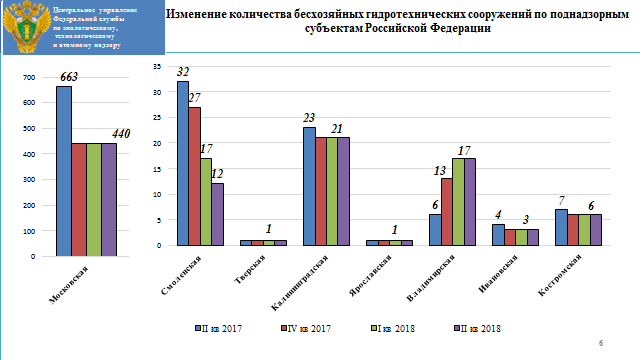 Центральное управление
Федеральной службы
по экологическому,
технологическому
и атомному надзору
Изменение количества бесхозяйных гидротехнических сооружений по поднадзорным
субъектам Российской Федерации
700
600
500
400
300
200
100
0
663
440
Московская
35
30
25
20
15
10
5
0
32
27
17
12
1
23
21
1
6
13
17
4
3
7
6
Смоленская
Тверская
Калининградская
Ярославская
Владимирская
Ивановская
Костромская
II кв 2017
IV кв 2017
I кв 2018
II кв 2018
6